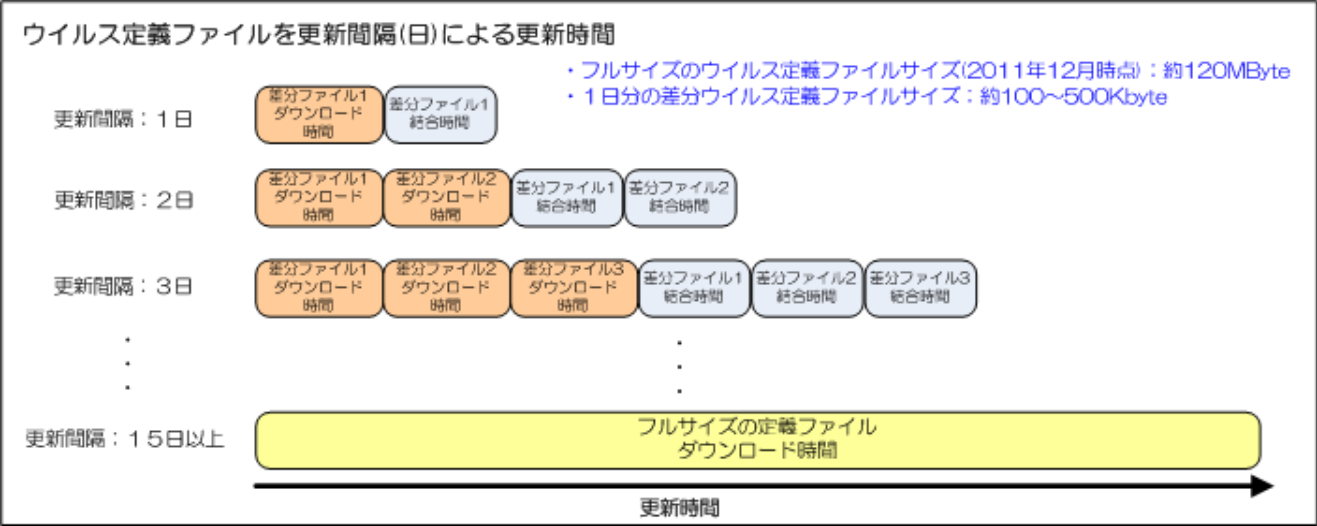 ウイルス定義ファイルを更新間隔(日)による更新時間
・フルサイズのウイルス定義ファイルサイズ(2011年12月時点)：約120MByte
・１日分の差分ウイルス定義ファイルサイズ：約100〜500Kbyte
更新間隔：１日
差分ファイル1
ダウンロード
時間
差分ファイル1
結合時間
更新間隔：２日
差分ファイル1
ダウンロード
時間
差分ファイル2
ダウンロード
時間
差分ファイル1
結合時間
差分ファイル2
結合時間
更新間隔：３日
差分ファイル1
ダウンロード
時間
差分ファイル2
ダウンロード
時間
差分ファイル3
ダウンロード
時間
差分ファイル1
結合時間
差分ファイル2
結合時間
差分ファイル3
結合時間
更新間隔：１５日以上
フルサイズの定義ファイル
ダウンロード時間
更新時間